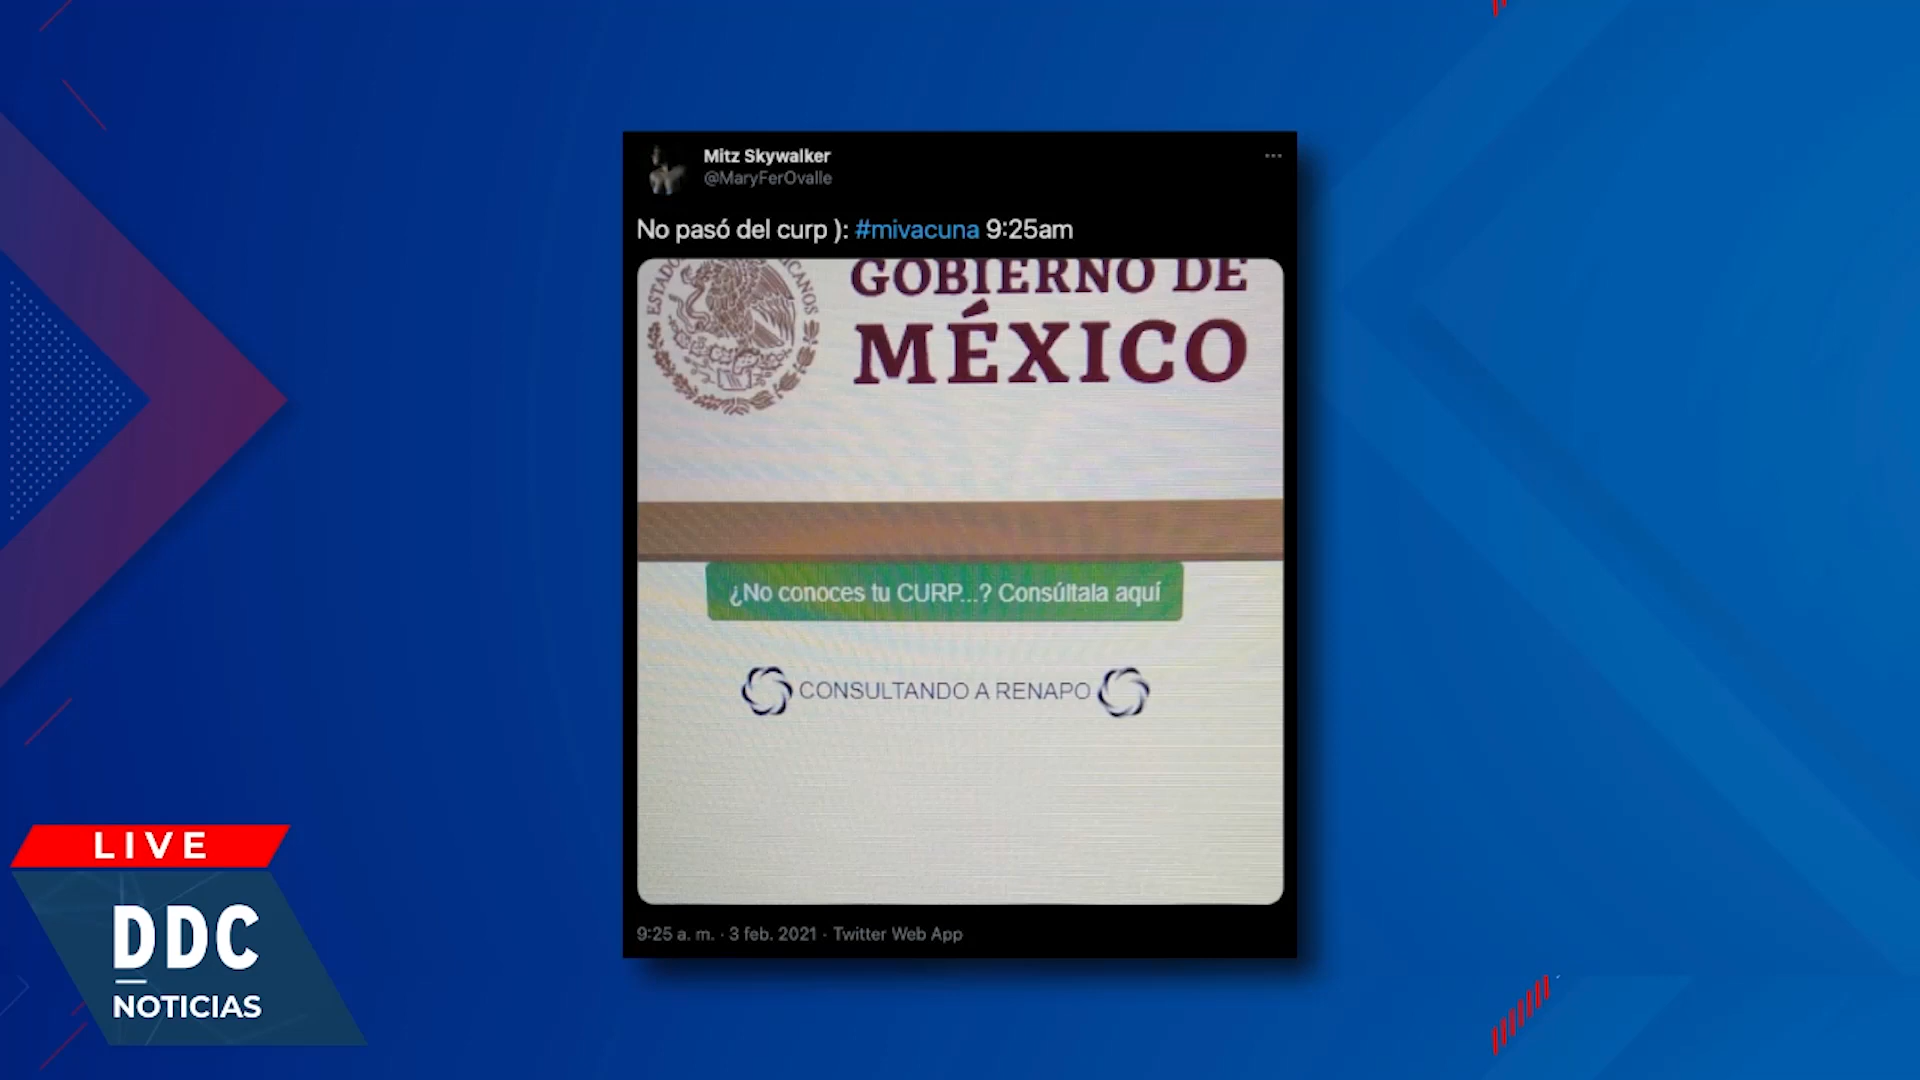 Mitz Skywalker
@MaryFerOvalle
No pasó del curp ): #mivacuna 9:25am
GOBIERNO DE
MÉXICO
¿No conoces tu CURP...? Consúltala aquí
CONSULTANDO A RENAPO
9:25 a. m. · 3 feb. 2021 · Twitter Web App
LIVE
DDC
NOTICIAS